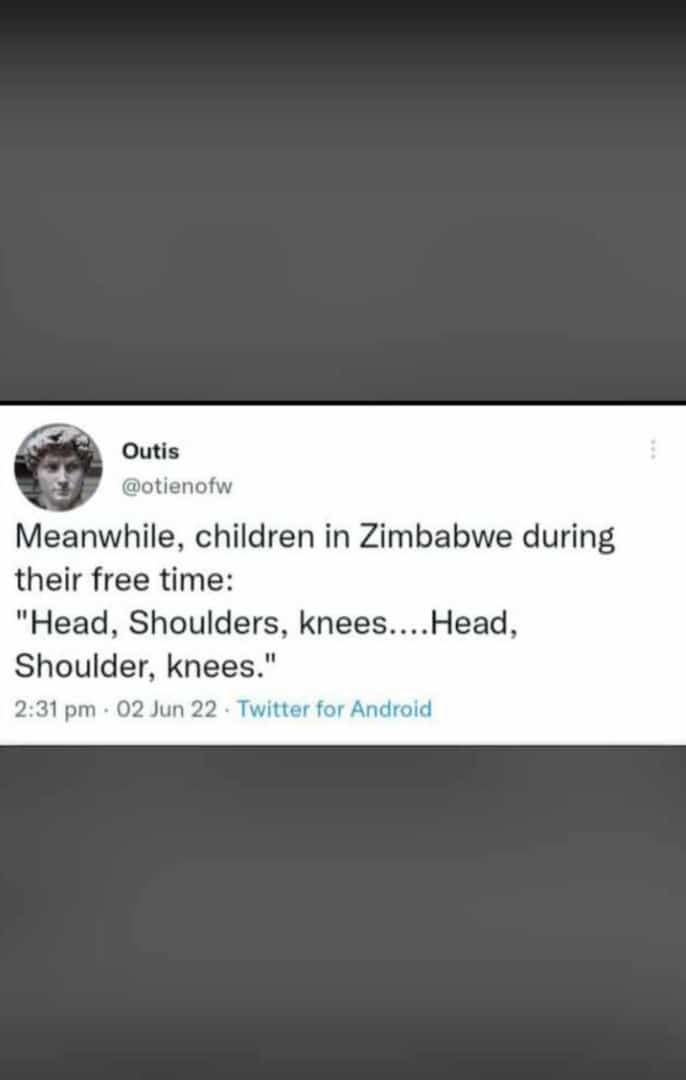 Outis
@otienofw
Meanwhile, children in Zimbabwe during
their free time:
"Head, Shoulders, knees....Head,
Shoulder, knees."
2:31 pm · 02 Jun 22 · Twitter for Android